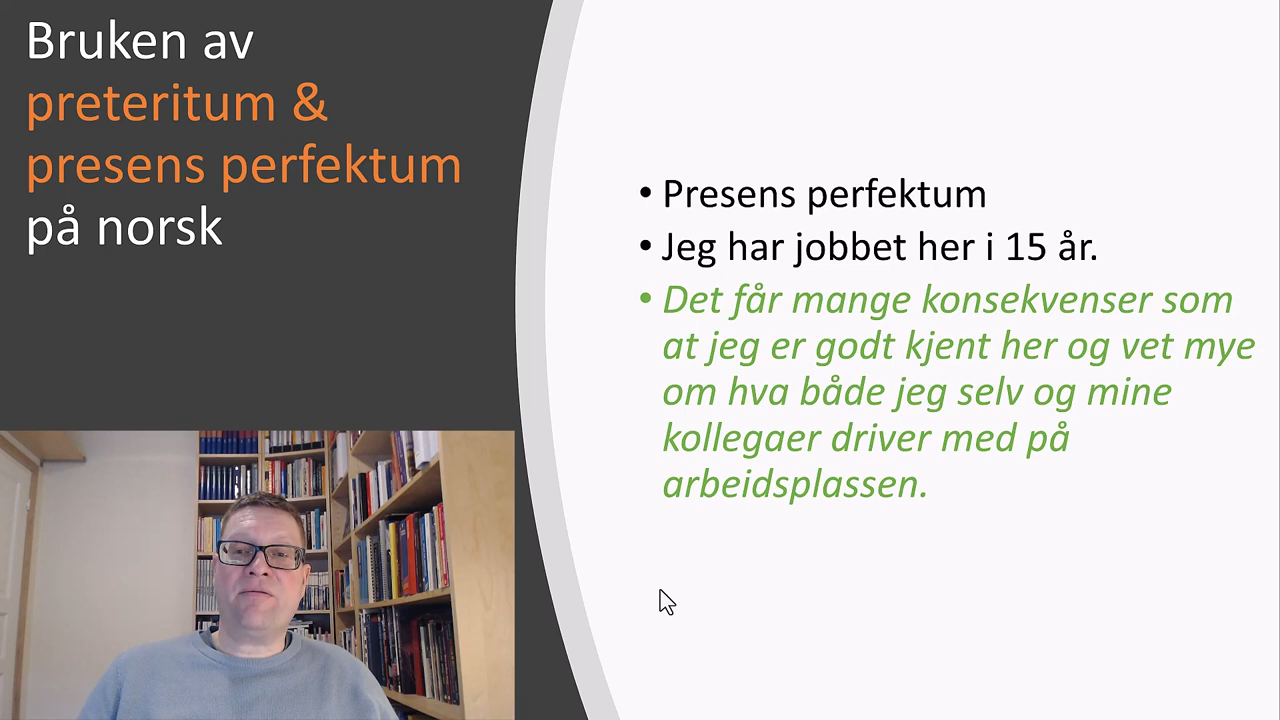 Bruken av
preteritum &
presens perfektum
på norsk
• Presens perfektum
• Jeg har jobbet her i 15 år.
• Det får mange konsekvenser som
at jeg er godt kjent her og vet mye
om hva både jeg selv og mine
kollegaer driver med på
arbeidsplassen.